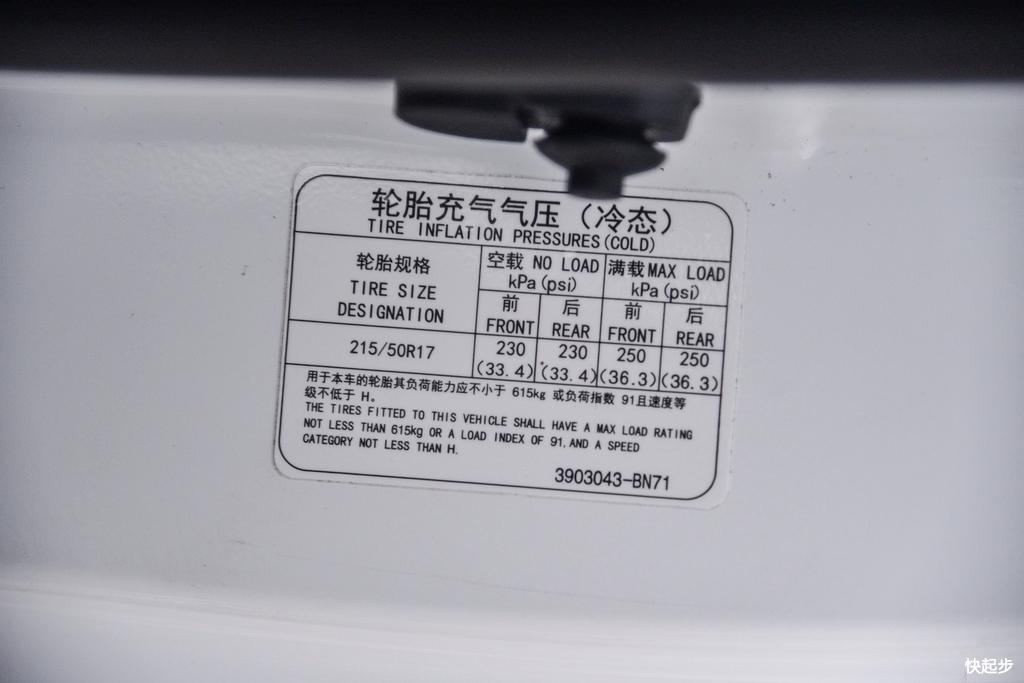 轮胎充气气压（冷态）
TIRE INFLATION PRESSURES(COLD)
轮胎规格
TIRE SIZE
DESIGNATION
空载 NO LOAD
kPa(psi)
满载MAX LOAD
kPa(psi)
前
FRONT
后
REAR
前
FRONT
后
REAR
215/50R17
230
(33.4)
230
(33.4)
250
(36.3)
250
(36.3)
用于本车的轮胎其负荷能力应不小于 615kg 或负荷指数 91且速度等
级不低于 H。
THE TIRES FITTED TO THIS VEHICLE SHALL HAVE A MAX LOAD RATING
NOT LESS THAN 615kg OR A LOAD INDEX OF 91, AND A SPEED
CATEGORY NOT LESS THAN H.
3903043-BN71
快起步